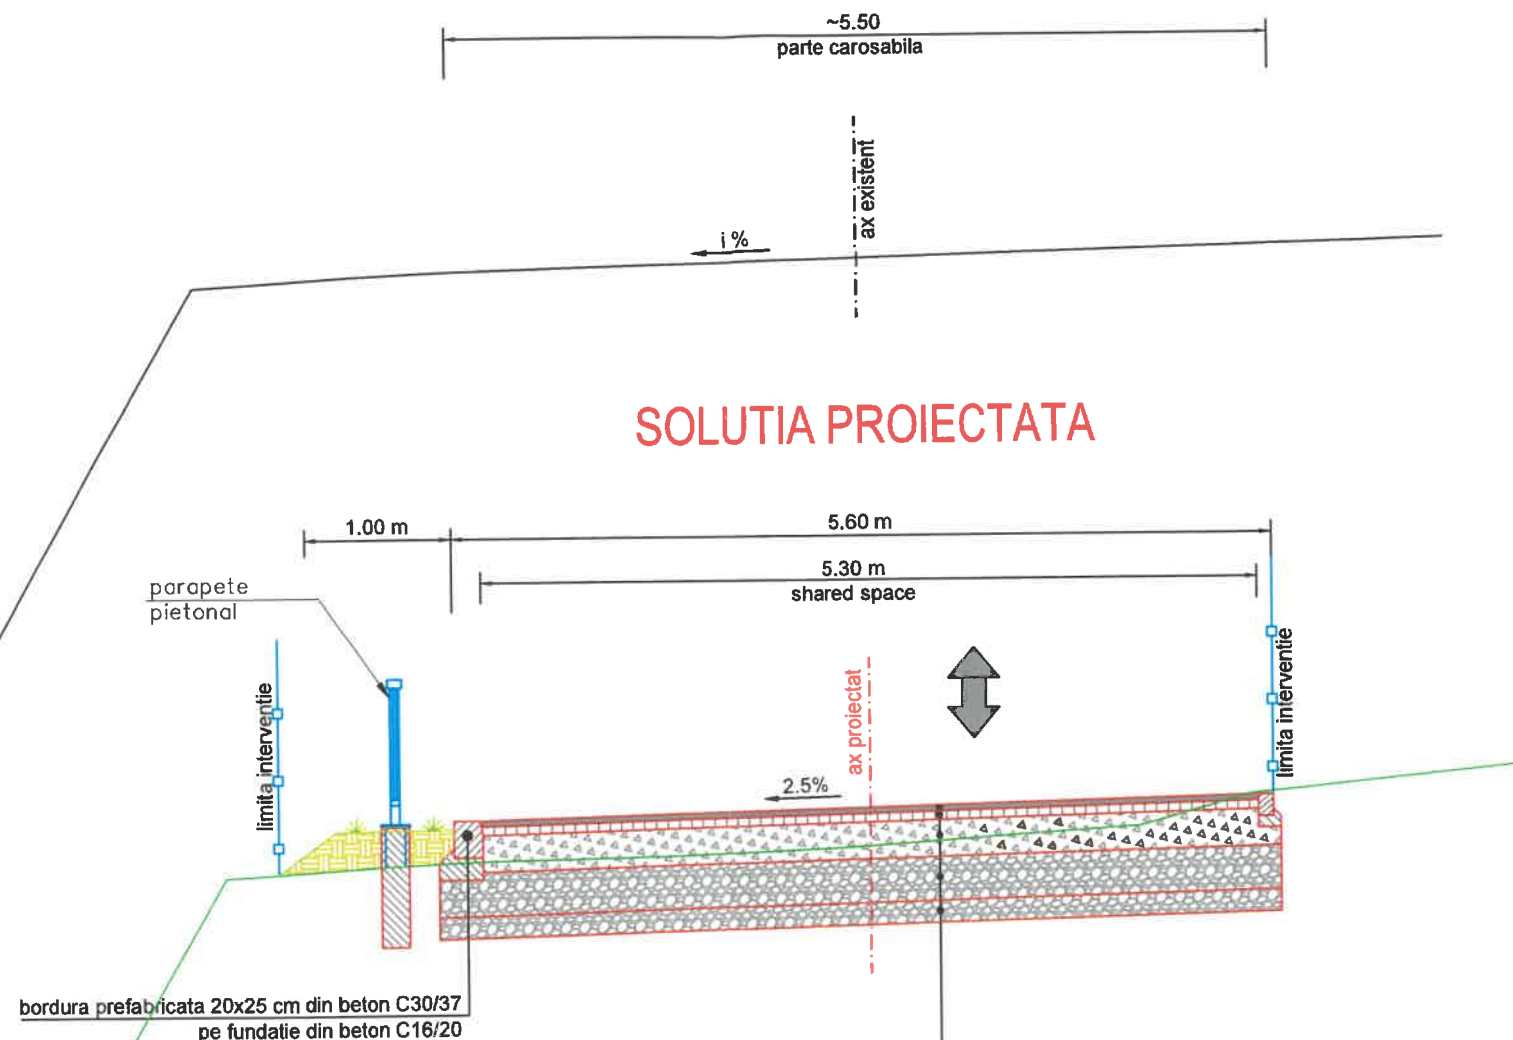 ~5.50
parte carosabila
ax existent
i %
SOLUTIA PROIECTATA
1.00 m
5.60 m
5.30 m
shared space
parapete
pietonal
limita interventie
ax proiectat
limita interventie
2.5%
bordura prefabricata 20x25 cm din beton C30/37
pe fundatie din beton C16/20